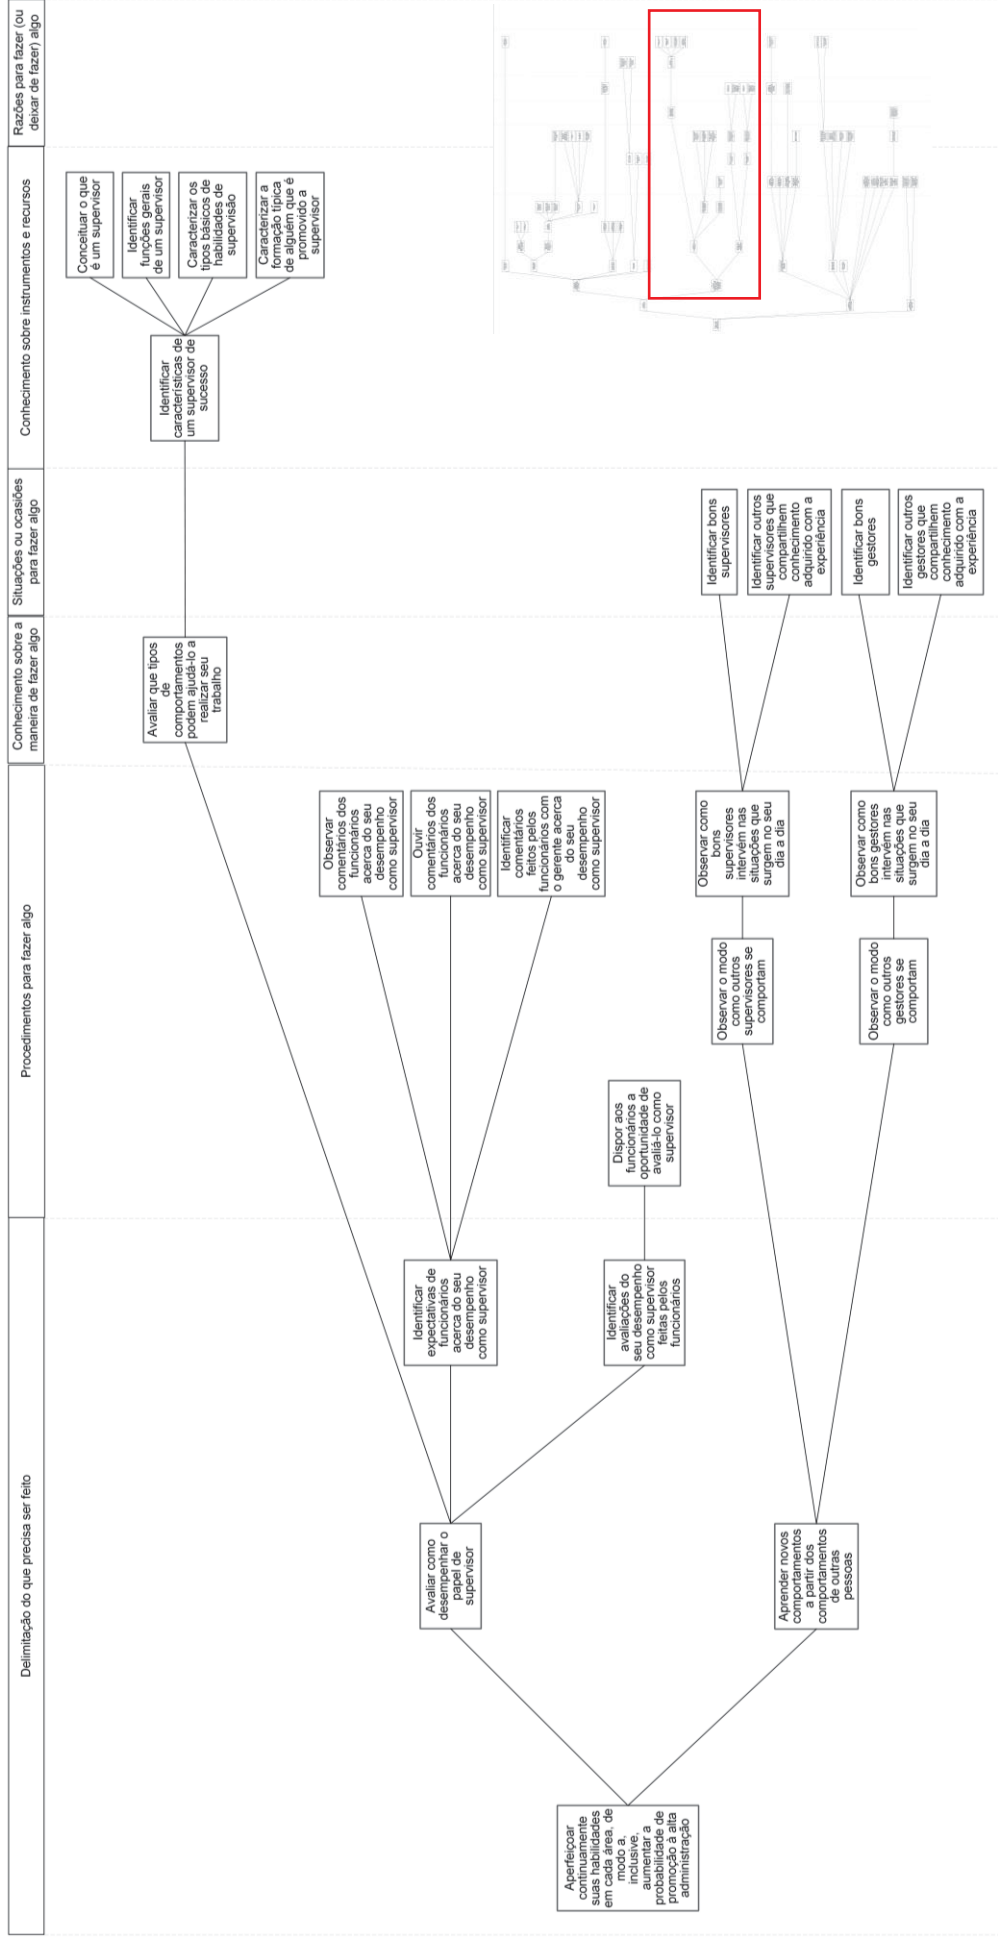 Razões para fazer (ou
deixar de fazer) algo
Conhecimento sobre instrumentos e recursos
Situações ou ocasiões
para fazer algo
Conhecimento sobre a
maneira de fazer algo
Procedimentos para fazer algo
Delimitação do que precisa ser feito
Conceituar o que
é um supervisor
Identificar
funções gerais
de um supervisor
Caracterizar os
tipos básicos de
habilidades de
supervisão
Caracterizar a
formação típica
de alguém que é
promovido a
supervisor
Identificar
características de
um supervisor de
sucesso
Avaliar que tipos
de
comportamentos
podem ajudá-lo a
realizar seu
trabalho
Observar
comentários dos
funcionários
acerca do seu
desempenho
como supervisor
Ouvir
comentários dos
funcionários
acerca do seu
desempenho
como supervisor
Identificar
comentários
feitos pelos
funcionários com
o gerente acerca
do seu
desempenho
como supervisor
Identificar
expectativas de
funcionários
acerca do seu
desempenho
como supervisor
Dispor aos
funcionários a
oportunidade de
avaliá-lo como
supervisor
Identificar
avaliações do
seu desempenho
como supervisor
feitas pelos
funcionários
Avaliar como
desempenhar o
papel de
supervisor
Identificar bons
supervisores
Identificar outros
supervisores que
compartilhem
conhecimento
adquirido com a
experiência
Identificar bons
gestores
Identificar outros
gestores que
compartilhem
conhecimento
adquirido com a
experiência
Observar como
bons
supervisores
intervém nas
situações que
surgem no seu
dia a dia
Observar como
bons gestores
intervém nas
situações que
surgem no seu
dia a dia
Observar o modo
como outros
supervisores se
comportam
Observar o modo
como outros
gestores se
comportam
Aprender novos
comportamentos
a partir dos
comportamentos
de outras
pessoas
Aperfeiçoar
continuamente
suas habilidades
em cada área, de
modo a,
inclusive,
aumentar a
probabilidade de
promoção à alta
administração